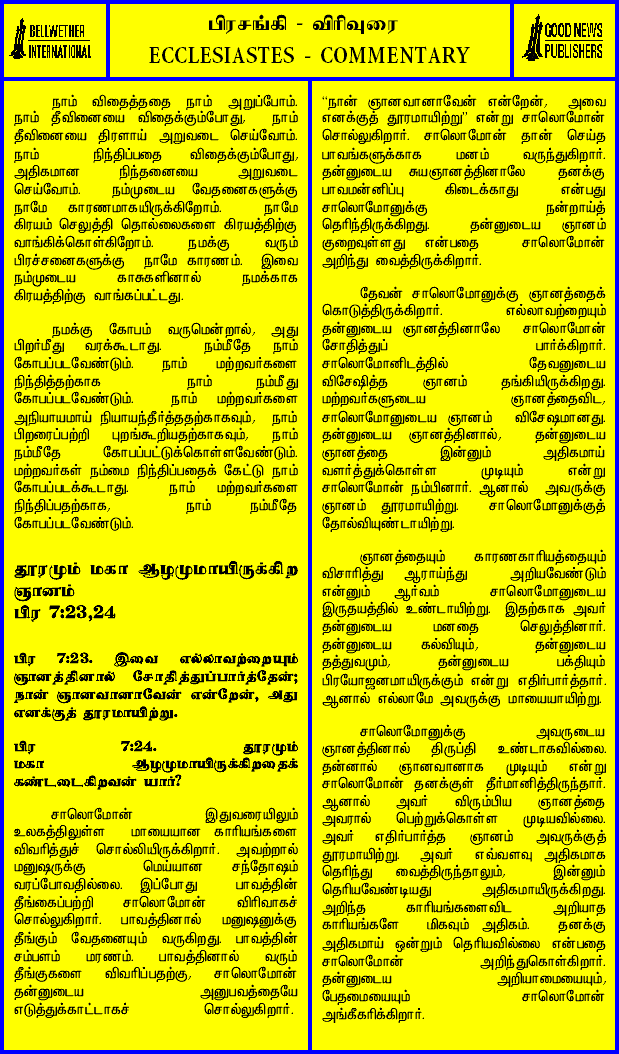 BELLWETHER
INTERNATIONAL
பிரசங்கி - விரிவுரை
ECCLESIASTES - COMMENTARY
GOOD NEWS
PUBLISHERS
நாம் விதைத்ததை நாம் அறுப்போம்.
நாம் தீவினையை விதைக்கும்போது, நாம்
தீவினையை திரளாய் அறுவடை செய்வோம்.
நாம் நிந்திப்பதை விதைக்கும்போது,
அதிகமான நிந்தனையை அறுவடை
செய்வோம். நம்முடைய வேதனைகளுக்கு
நாமே காரணமாகயிருக்கிறோம். நாமே
கிரயம் செலுத்தி தொல்லைகளை கிரயத்திற்கு
வாங்கிக்கொள்கிறோம். நமக்கு வரும்
பிரச்சனைகளுக்கு நாமே காரணம். இவை
நம்முடைய காசுகளினால் நமக்காக
கிரயத்திற்கு வாங்கப்பட்டது.
நமக்கு கோபம் வருமென்றால், அது
பிறர்மீது வரக்கூடாது. நம்மீதே நாம்
கோபப்படவேண்டும். நாம் மற்றவர்களை
நிந்தித்தற்காக நாம் நம்மீது
கோபப்படவேண்டும். நாம் மற்றவர்களை
அநியாயமாய் நியாயந்தீர்த்ததற்காகவும், நாம்
பிறரைப்பற்றி புறங்கூறியதற்காகவும், நாம்
நம்மீதே கோபப்பட்டுக்கொள்ளவேண்டும்.
மற்றவர்கள் நம்மை நிந்திப்பதைக் கேட்டு நாம்
கோபப்படக்கூடாது. நாம் மற்றவர்களை
நிந்திப்பதற்காக, நாம் நம்மீதே
கோபப்படவேண்டும்.
தூரமும் மகா ஆழமுமாயிருக்கிற
ஞானம்
பிர 7:23,24
பிர 7:23. இவை எல்லாவற்றையும்
ஞானத்தினால் சோதித்துப்பார்த்தேன்;
நான் ஞானவானாவேன் என்றேன், அது
எனக்குத் தூரமாயிற்று.
பிர 7:24. தூரமும்
மகா ஆழமுமாயிருக்கிறதைக்
கண்டடைகிறவன் யார்?
சாலொமோன் இதுவரையிலும்
உலகத்திலுள்ள மாயையான காரியங்களை
விவரித்துச் சொல்லியிருக்கிறார். அவற்றால்
மனுஷருக்கு மெய்யான சந்தோஷம்
வரப்போவதில்லை. இப்போது பாவத்தின்
தீங்கைப்பற்றி சாலொமோன் விரிவாகச்
சொல்லுகிறார். பாவத்தினால் மனுஷனுக்கு
தீங்கும் வேதனையும் வருகிறது. பாவத்தின்
சம்பளம் மரணம். பாவத்தினால் வரும்
தீங்குகளை விவரிப்பதற்கு, சாலொமோன்
தன்னுடைய அனுபவத்தையே
எடுத்துக்காட்டாகச் சொல்லுகிறார்.
“நான் ஞானவானாவேன் என்றேன், அவை
எனக்குத் தூரமாயிற்று” என்று சாலொமோன்
சொல்லுகிறார். சாலொமோன் தான் செய்த
பாவங்களுக்காக மனம் வருந்துகிறார்.
தன்னுடைய சுயஞானத்தினாலே தனக்கு
பாவமன்னிப்பு கிடைக்காது என்பது
சாலொமோனுக்கு நன்றாய்த்
தெரிந்திருக்கிறது. தன்னுடைய ஞானம்
குறைவுள்ளது என்பதை சாலொமோன்
அறிந்து வைத்திருக்கிறார்.
தேவன் சாலொமோனுக்கு ஞானத்தைக்
கொடுத்திருக்கிறார். எல்லாவற்றையும்
தன்னுடைய ஞானத்தினாலே சாலொமோன்
சோதித்துப் பார்க்கிறார்.
சாலொமோனிடத்தில் தேவனுடைய
விசேஷித்த ஞானம் தங்கியிருக்கிறது.
மற்றவர்களுடைய ஞானத்தைவிட,
சாலொமோனுடைய ஞானம் விசேஷமானது.
தன்னுடைய ஞானத்தினால், தன்னுடைய
ஞானத்தை இன்னும் அதிகமாய்
வளர்த்துக்கொள்ள முடியும் என்று
சாலொமோன் நம்பினார். ஆனால் அவருக்கு
ஞானம் தூரமாயிற்று. சாலொமோனுக்குத்
தோல்வியுண்டாயிற்று.
ஞானத்தையும் காரணகாரியத்தையும்
விசாரித்து ஆராய்ந்து அறியவேண்டும்
என்னும் ஆர்வம் சாலொமோனுடைய
இருதயத்தில் உண்டாயிற்று. இதற்காக அவர்
தன்னுடைய மனதை செலுத்தினார்.
தன்னுடைய கல்வியும், தன்னுடைய
தத்துவமும், தன்னுடைய பக்தியும்
பிரயோஜனமாயிருக்கும் என்று எதிர்பார்த்தார்.
ஆனால் எல்லாமே அவருக்கு மாயையாயிற்று.
சாலொமோனுக்கு அவருடைய
ஞானத்தினால் திருப்தி உண்டாகவில்லை.
தன்னால் ஞானவானாக முடியும் என்று
சாலொமோன் தனக்குள் தீர்மானித்திருந்தார்.
ஆனால் அவர் விரும்பிய ஞானத்தை
அவரால் பெற்றுக்கொள்ள முடியவில்லை.
அவர் எதிர்பார்த்த ஞானம் அவருக்குத்
தூரமாயிற்று. அவர் எவ்வளவு அதிகமாக
தெரிந்து வைத்திருந்தாலும், இன்னும்
தெரியவேண்டியது அதிகமாயிருக்கிறது.
அறிந்த காரியங்களைவிட அறியாத
காரியங்களே மிகவும் அதிகம். தனக்கு
அதிகமாய் ஒன்றும் தெரியவில்லை என்பதை
சாலொமோன் அறிந்துகொள்கிறார்.
தன்னுடைய அறியாமையையும்,
பேதமையையும் சாலொமோன்
அங்கீகரிக்கிறார்.